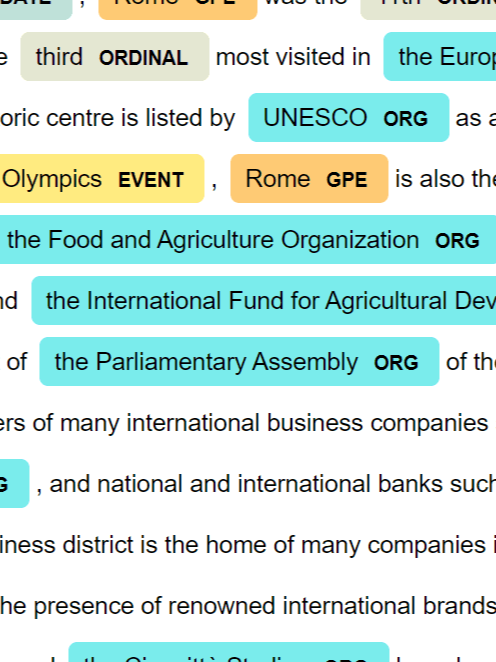 , Rome GPE was the
e third ORDINAL most visited in the Europ
oric centre is listed by UNESCO ORG as a
Olympics EVENT , Rome GPE is also the
the Food and Agriculture Organization ORG
nd the International Fund for Agricultural Dev
of the Parliamentary Assembly ORG of the
ers of many international business companies
G , and national and international banks such
iness district is the home of many companies i
he presence of renowned international brands